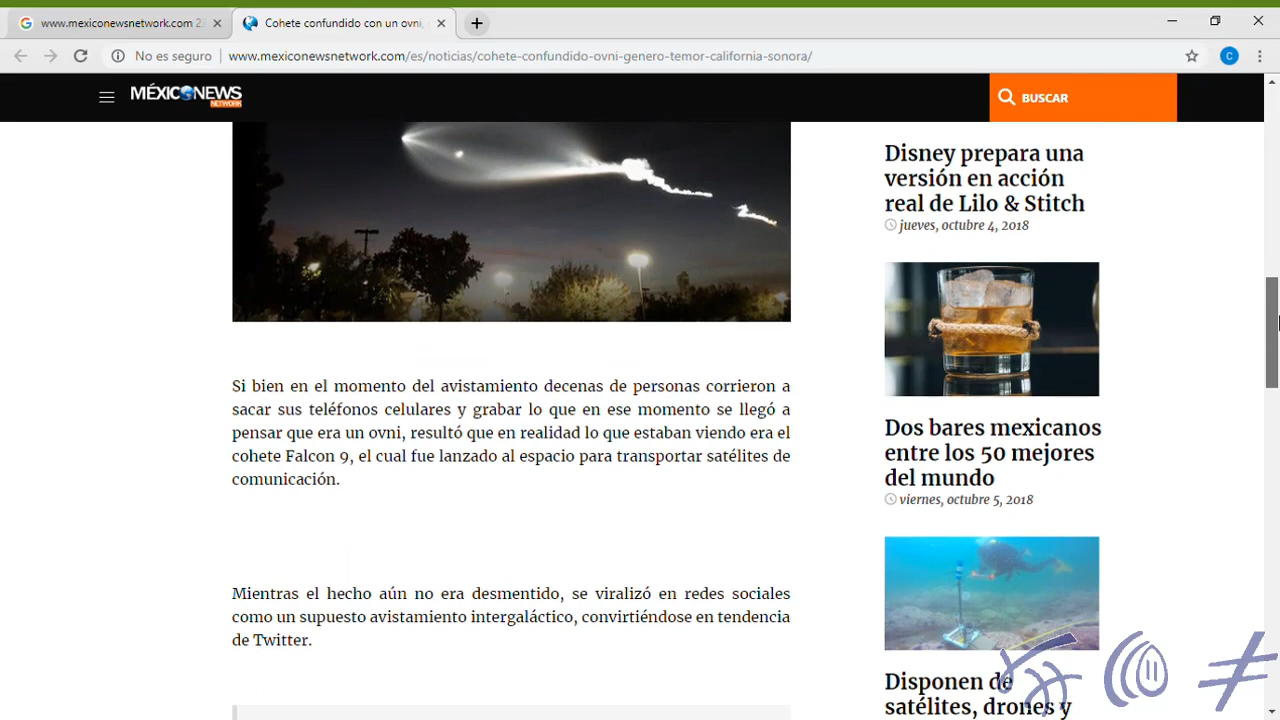 www.mexiconewsnetwork.com 2
Cohete confundido con un ovni,
No es seguro
www.mexiconewsnetwork.com/es/noticias/cohete-confundido-ovni-genero-temor-california-sonora/
C
MÉXICONEWS
NETWORK
BUSCAR
Si bien en el momento del avistamiento decenas de personas corrieron a
sacar sus teléfonos celulares y grabar lo que en ese momento se llegó a
pensar que era un ovni, resultó que en realidad lo que estaban viendo era el
cohete Falcon 9, el cual fue lanzado al espacio para transportar satélites de
comunicación.
Mientras el hecho aún no era desmentido, se viralizó en redes sociales
como un supuesto avistamiento intergaláctico, convirtiéndose en tendencia
de Twitter.
Disney prepara una
versión en acción
real de Lilo & Stitch
jueves, octubre 4, 2018
Dos bares mexicanos
entre los 50 mejores
del mundo
viernes, octubre 5, 2018
Disponen de
satélites, drones y